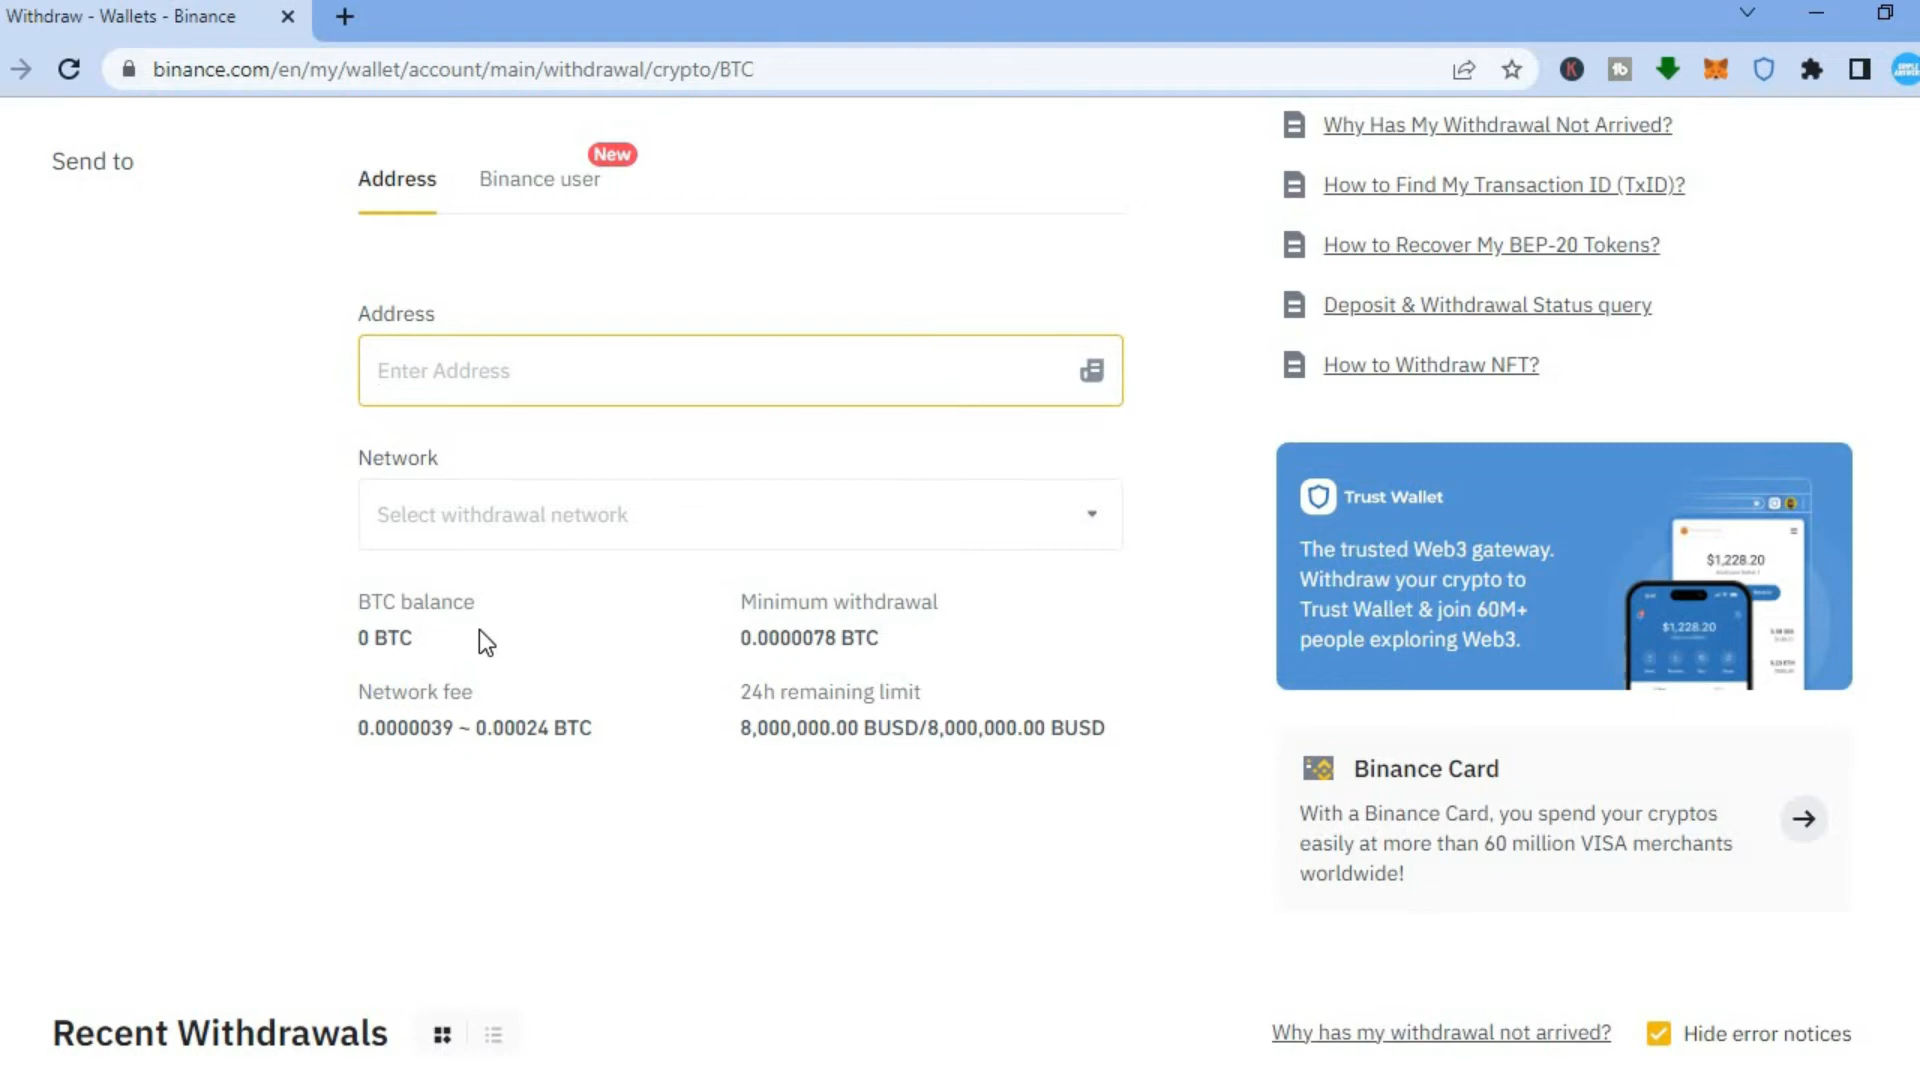 Withdraw - Wallets - Binance
binance.com/en/my/wallet/account/main/withdrawal/crypto/BTC
Send to
Address
Binance user
New
Address
Enter Address
Network
Select withdrawal network
BTC balance
0 BTC
Minimum withdrawal
0.0000078 BTC
Network fee
0.0000039 ~ 0.00024 BTC
24h remaining limit
8,000,000.00 BUSD/8,000,000.00 BUSD
Why Has My Withdrawal Not Arrived?
How to Find My Transaction ID (TxID)?
How to Recover My BEP-20 Tokens?
Deposit & Withdrawal Status query
How to Withdraw NFT?
Trust Wallet
The trusted Web3 gateway.
Withdraw your crypto to
Trust Wallet & join 60M+
people exploring Web3.
$1,228.20
$1,228.20
Binance Card
With a Binance Card, you spend your cryptos
easily at more than 60 million VISA merchants
worldwide!
Recent Withdrawals
Why has my withdrawal not arrived?
Hide error notices